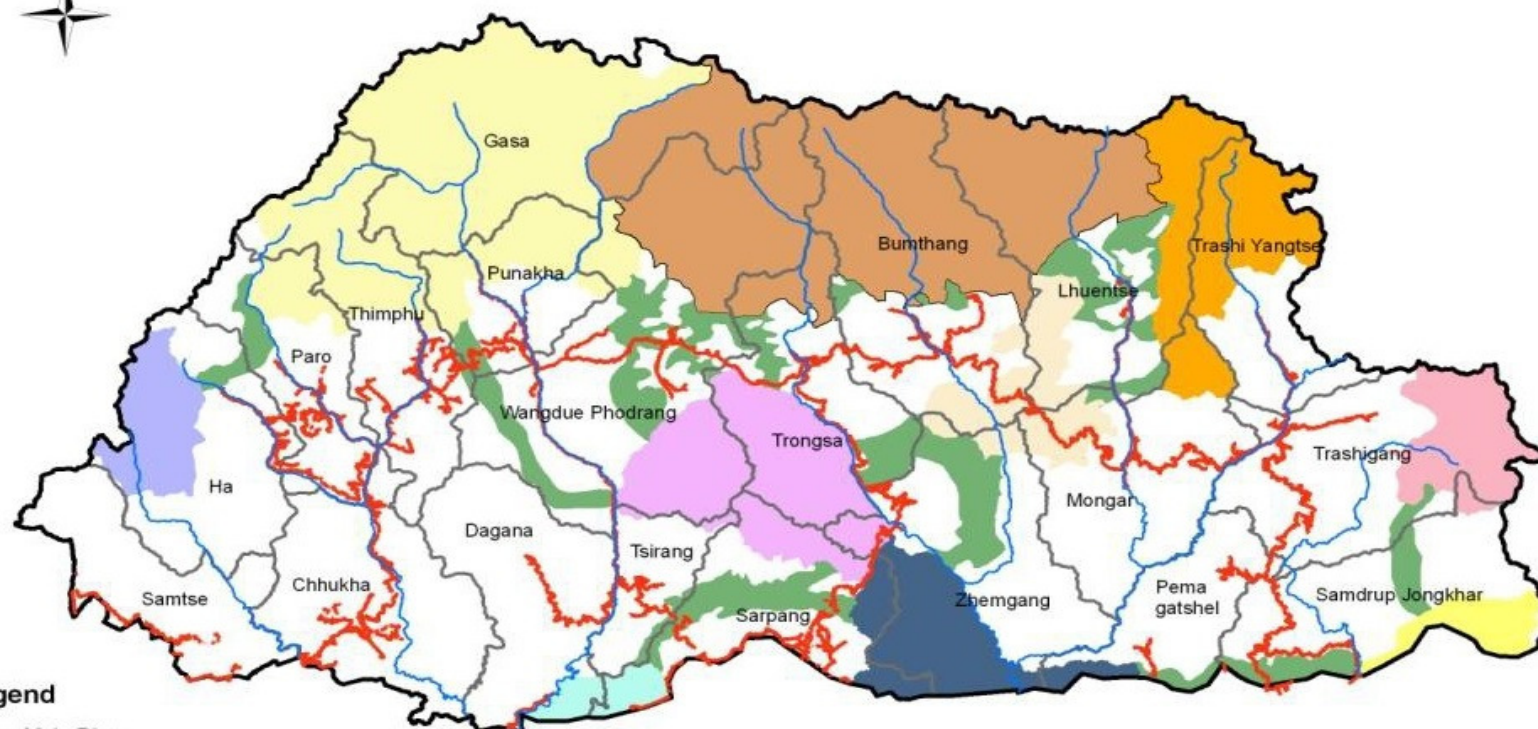 Gasa
Bumthang
Trashi Yangtse
Punakha
Lhuentse
Thimphu
Paro
Wangdue Phodrang
Trongsa
Trashigang
Ha
Mongar
Dagana
Tsirang
Chhukha
Samtse
Pema
gatshel
Samdrup Jongkhar
Zhemgang
Sarpang
gend